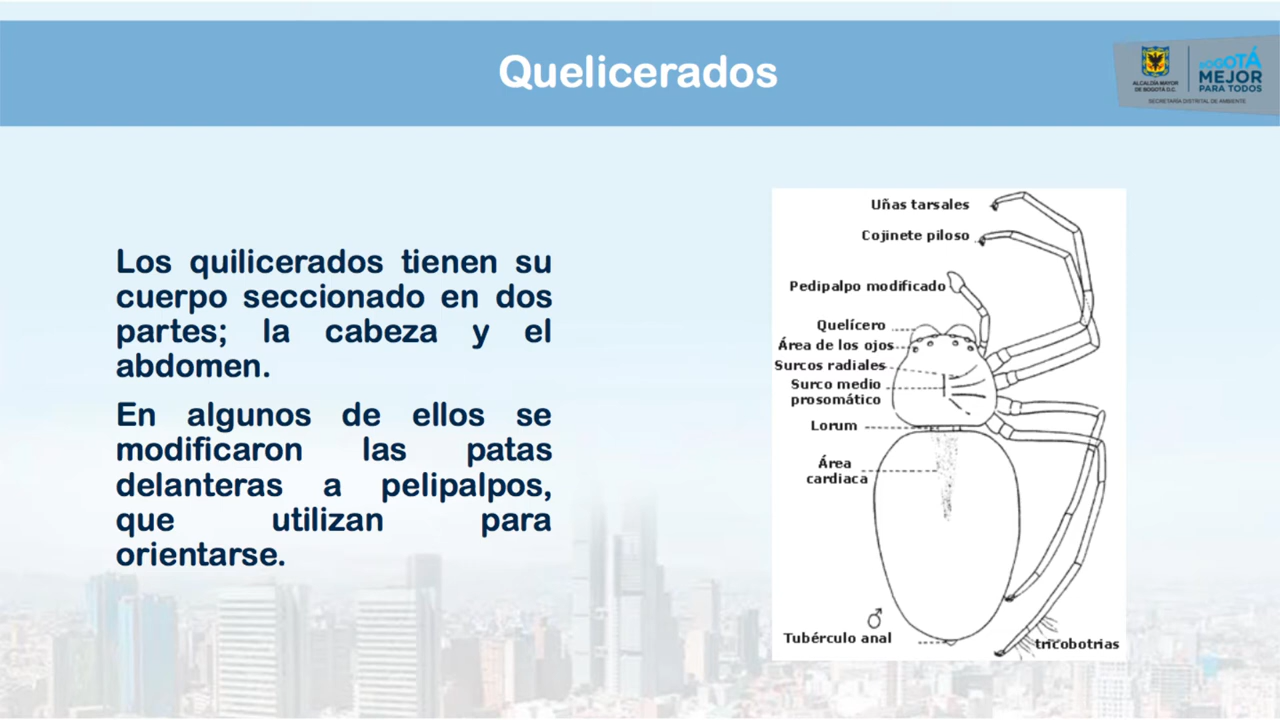 Quelicerados
ALCALDÍA MAYOR
DE BOGOTÁ D.C.
BOGOTÁ
MEJOR
PARA TODOS
SECRETARÍA DISTRITAL DE AMBIENTE
Los quilicerados tienen su
cuerpo seccionado en dos
partes; la cabeza y el
abdomen.
En algunos de ellos se
modificaron las patas
delanteras a pelipalpos,
que utilizan para
orientarse.
Uñas tarsales
Cojinete piloso
Pedipalpo modificado
Quelícero
Área de los ojos
Surcos radiales
Surco medio
prosomático
Lorum
Área
cardiaca
♂
Tubérculo anal
tricobotrias